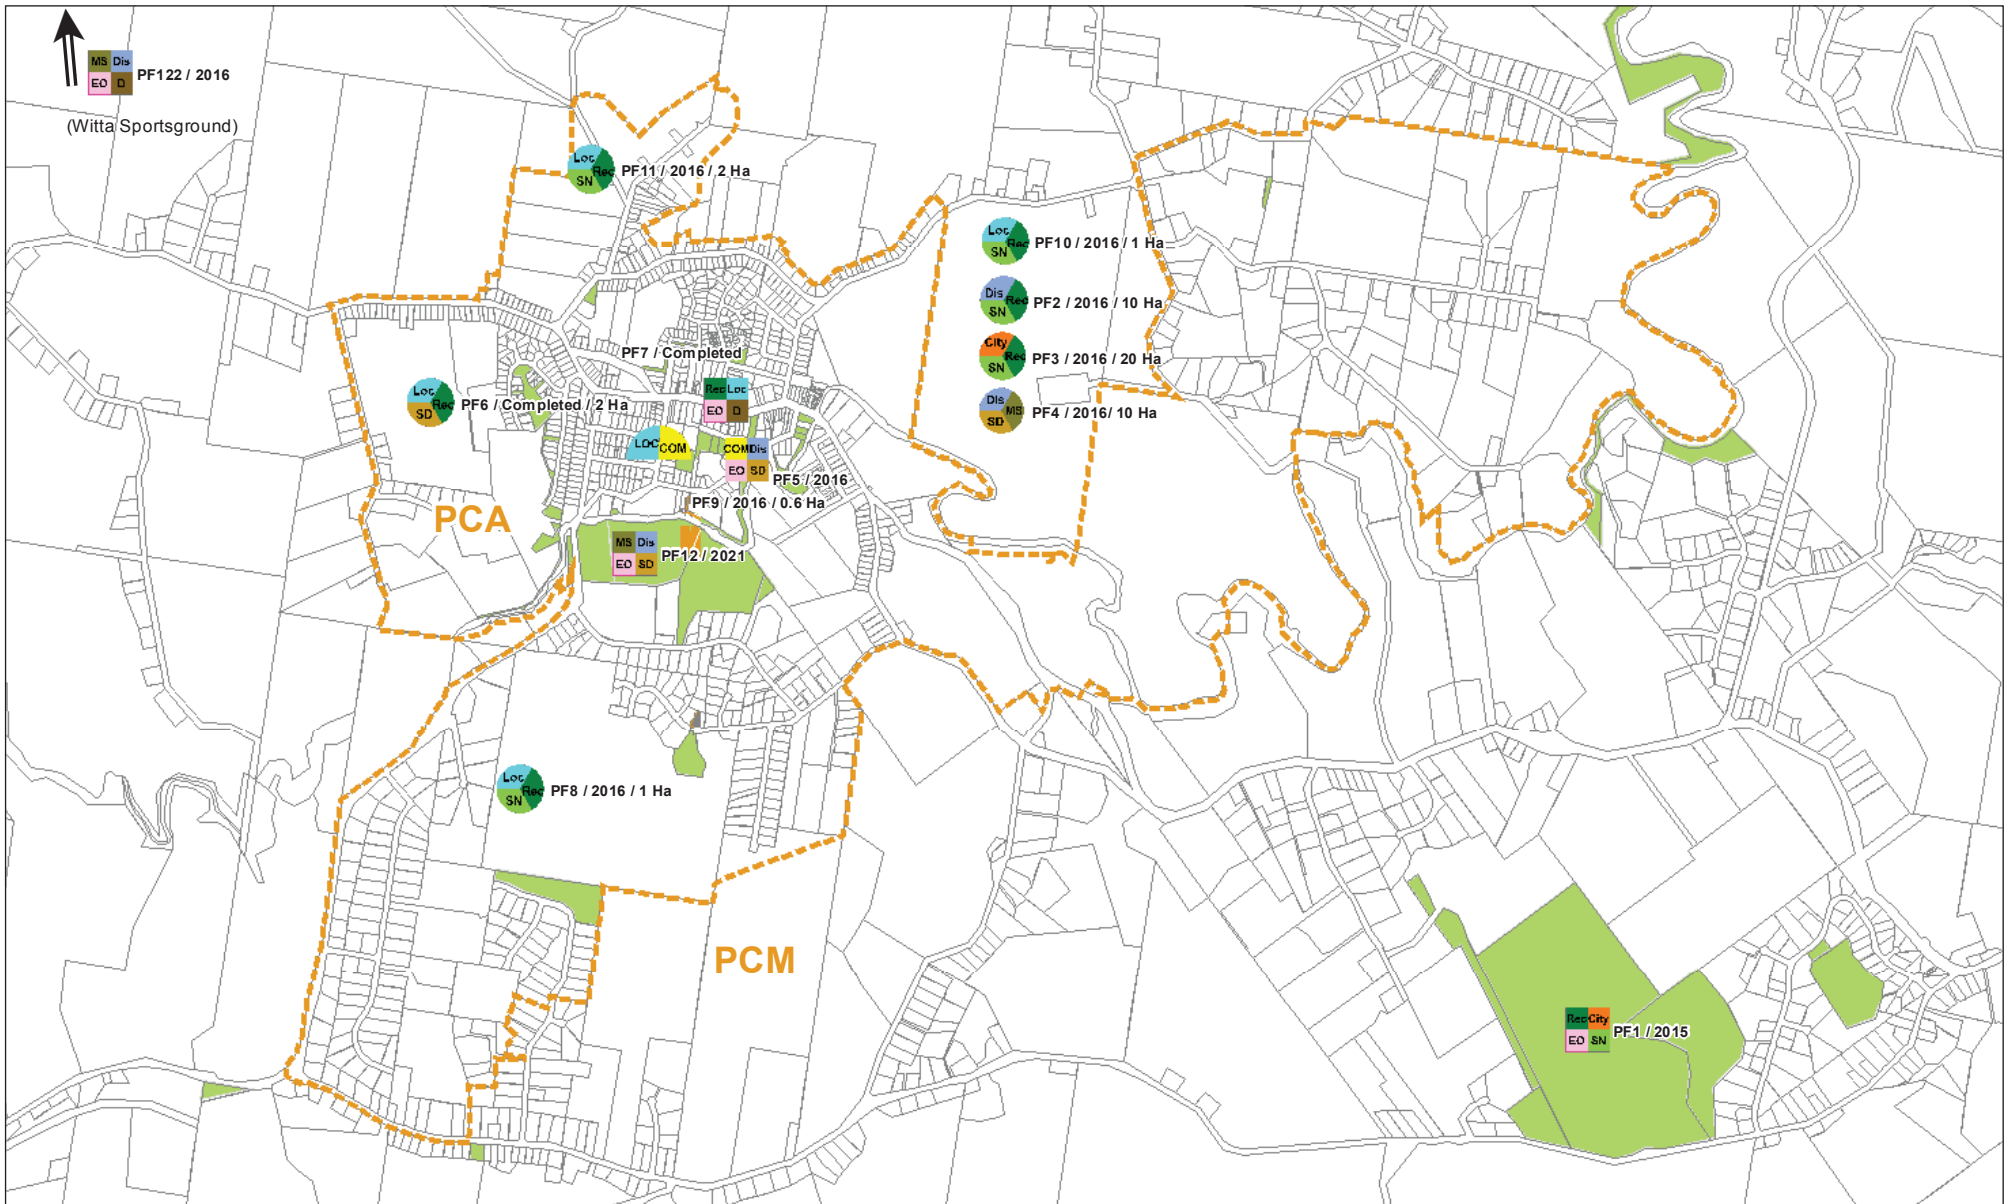 MS Dis
EO D
PF122 / 2016
(Witta Sportsground)
Loc
Rec
SN
PF11 / 2016 / 2 Ha
Loc
Rec
SN
PF10 / 2016 / 1 Ha
Dis
Rec
SN
PF2 / 2016 / 10 Ha
City
Rec
SN
PF3 / 2016 / 20 Ha
Dis
MS
SD
PF4 / 2016 / 10 Ha
PF7 / Completed
Rec Loc
EO D
Loc
Rec
SD
PF6 / Completed / 2 Ha
LOC COM
COM Dis
EO SD
PF5 / 2016
PF9 / 2016 / 0.6 Ha
PCA
MS Dis
EO SD
PF12 / 2021
Loc
Rec
SN
PF8 / 2016 / 1 Ha
PCM
Rec City
EO SN
PF1 / 2015